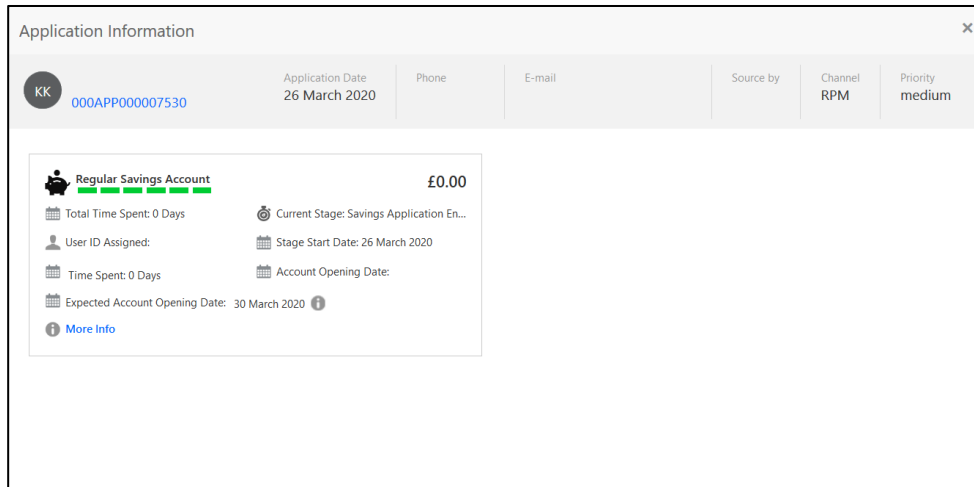 Application Information
KK
000APP000007530
Application Date
26 March 2020
Phone
E-mail
Source by
Channel
RPM
Priority
medium
Regular Savings Account
£0.00
Total Time Spent: 0 Days
Current Stage: Savings Application En...
User ID Assigned:
Stage Start Date: 26 March 2020
Time Spent: 0 Days
Account Opening Date:
Expected Account Opening Date: 30 March 2020
More Info